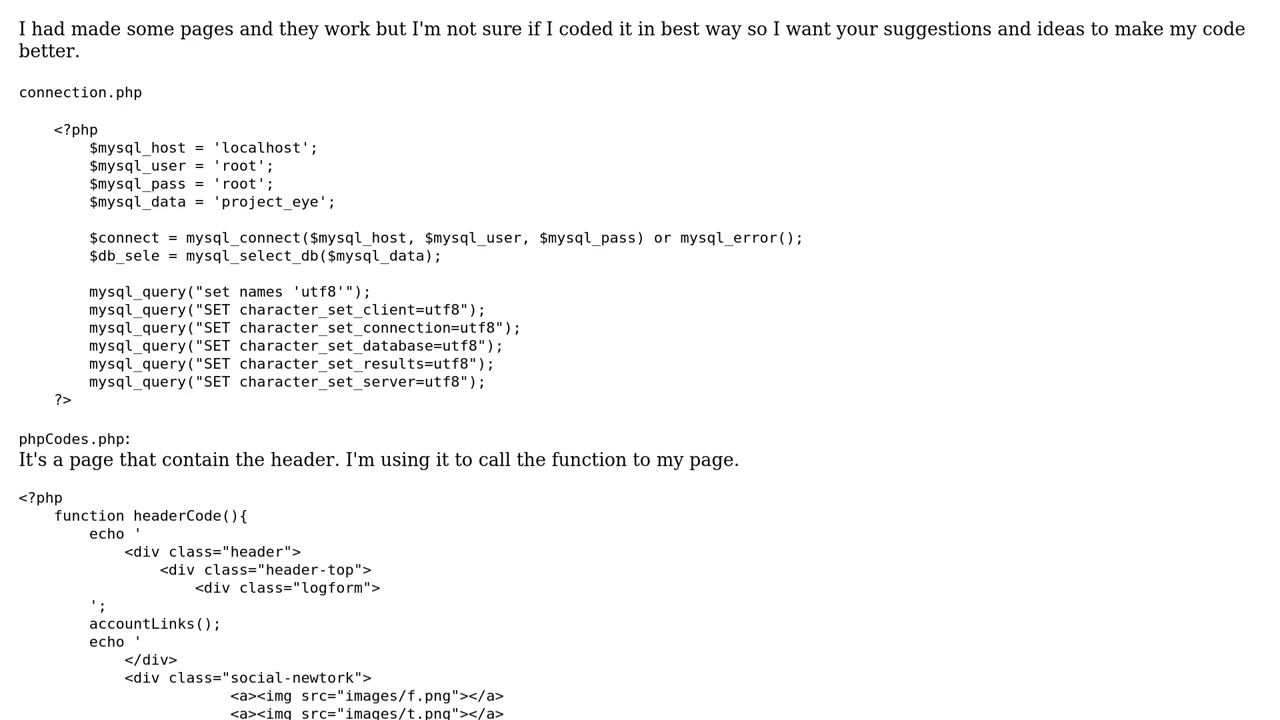 I had made some pages and they work but I'm not sure if I coded it in best way so I want your suggestions and ideas to make my code
better.
connection.php
<?php
$mysql_host = 'localhost';
$mysql_user = 'root';
$mysql_pass = 'root';
$mysql_data = 'project_eye';
$connect = mysql_connect($mysql_host, $mysql_user, $mysql_pass) or mysql_error();
$db_sele = mysql_select_db($mysql_data);
mysql_query("set names 'utf8'");
mysql_query("SET character_set_client=utf8");
mysql_query("SET character_set_connection=utf8");
mysql_query("SET character_set_database=utf8");
mysql_query("SET character_set_results=utf8");
mysql_query("SET character_set_server=utf8");
?>
phpCodes.php:
It's a page that contain the header. I'm using it to call the function to my page.
<?php
function headerCode(){
echo '
<div class="header">
<div class="header-top">
<div class="logform">
';
accountLinks();
echo '
</div>
<div class="social-newtork">
<a><img src="images/f.png"></a>
<a><img src="images/t.png"></a>